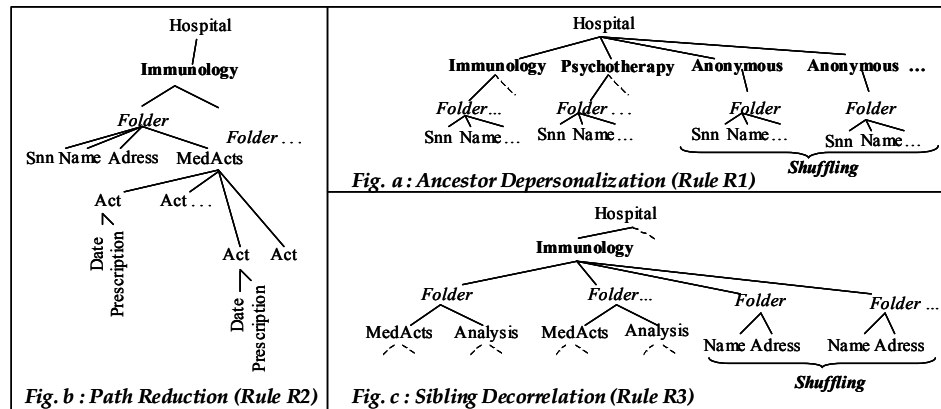 Hospital
Immunology
Folder
Folder . . .
Snn Name Adress MedActs
Act Act . . .
Date
Prescription
Act Act
Date
Prescription
Fig. b : Path Reduction (Rule R2)
Hospital
Immunology Psychotherapy Anonymous Anonymous ...
Folder... Folder . . . Folder Folder
Snn Name... Snn Name... Snn Name... Snn Name...
Shuffling
Fig. a : Ancestor Depersonalization (Rule R1)
Hospital
Immunology
Folder Folder... Folder Folder ...
MedActs Analysis MedActs Analysis Name Adress Name Adress
Shuffling
Fig. c : Sibling Decorrelation (Rule R3)